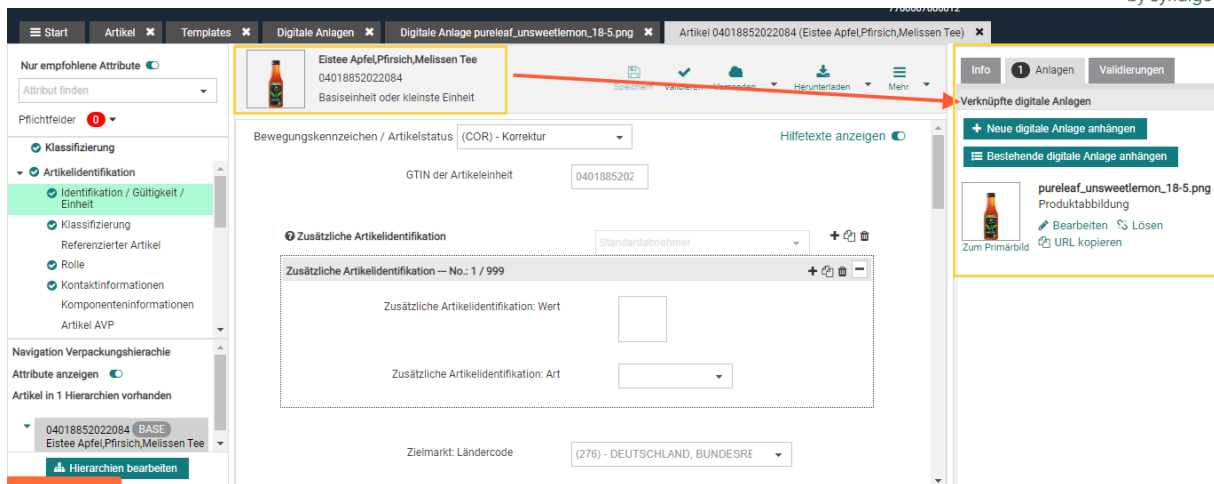 by Syndigo
7706007000012
Start
Artikel
Templates
Digitale Anlagen
Digitale Anlage pureleaf_unsweetlemon_18-5.png
Artikel 04018852022084 (Eistee Apfel,Pfirsich,Melissen Tee)
Nur empfohlene Attribute
Attribut finden
Pflichtfelder 0
Klassifizierung
Artikelidentifikation
Identifikation / Gültigkeit /
Einheit
Klassifizierung
Referenzierter Artikel
Rolle
Kontaktinformationen
Komponenteninformationen
Artikel AVP
Navigation Verpackungshierachie
Attribute anzeigen
Artikel in 1 Hierarchien vorhanden
04018852022084 BASE
Eistee Apfel,Pfirsich,Melissen Tee
Hierarchien bearbeiten
Eistee Apfel,Pfirsich,Melissen Tee
04018852022084
Basiseinheit oder kleinste Einheit
Speichern
Validieren
Versenden
Herunterladen
Mehr
Bewegungskennzeichen / Artikelstatus (COR) - Korrektur
Hilfetexte anzeigen
GTIN der Artikeleinheit 0401885202
Zusätzliche Artikelidentifikation Standardabnehmer
Zusätzliche Artikelidentifikation — No.: 1 / 999
Zusätzliche Artikelidentifikation: Wert
Zusätzliche Artikelidentifikation: Art
Zielmarkt: Ländercode (276) - DEUTSCHLAND, BUNDESRE
Info
1 Anlagen
Validierungen
Verknüpfte digitale Anlagen
Neue digitale Anlage anhängen
Bestehende digitale Anlage anhängen
pureleaf_unsweetlemon_18-5.png
Produktabbildung
Bearbeiten Lösen
URL kopieren
Zum Primärbild